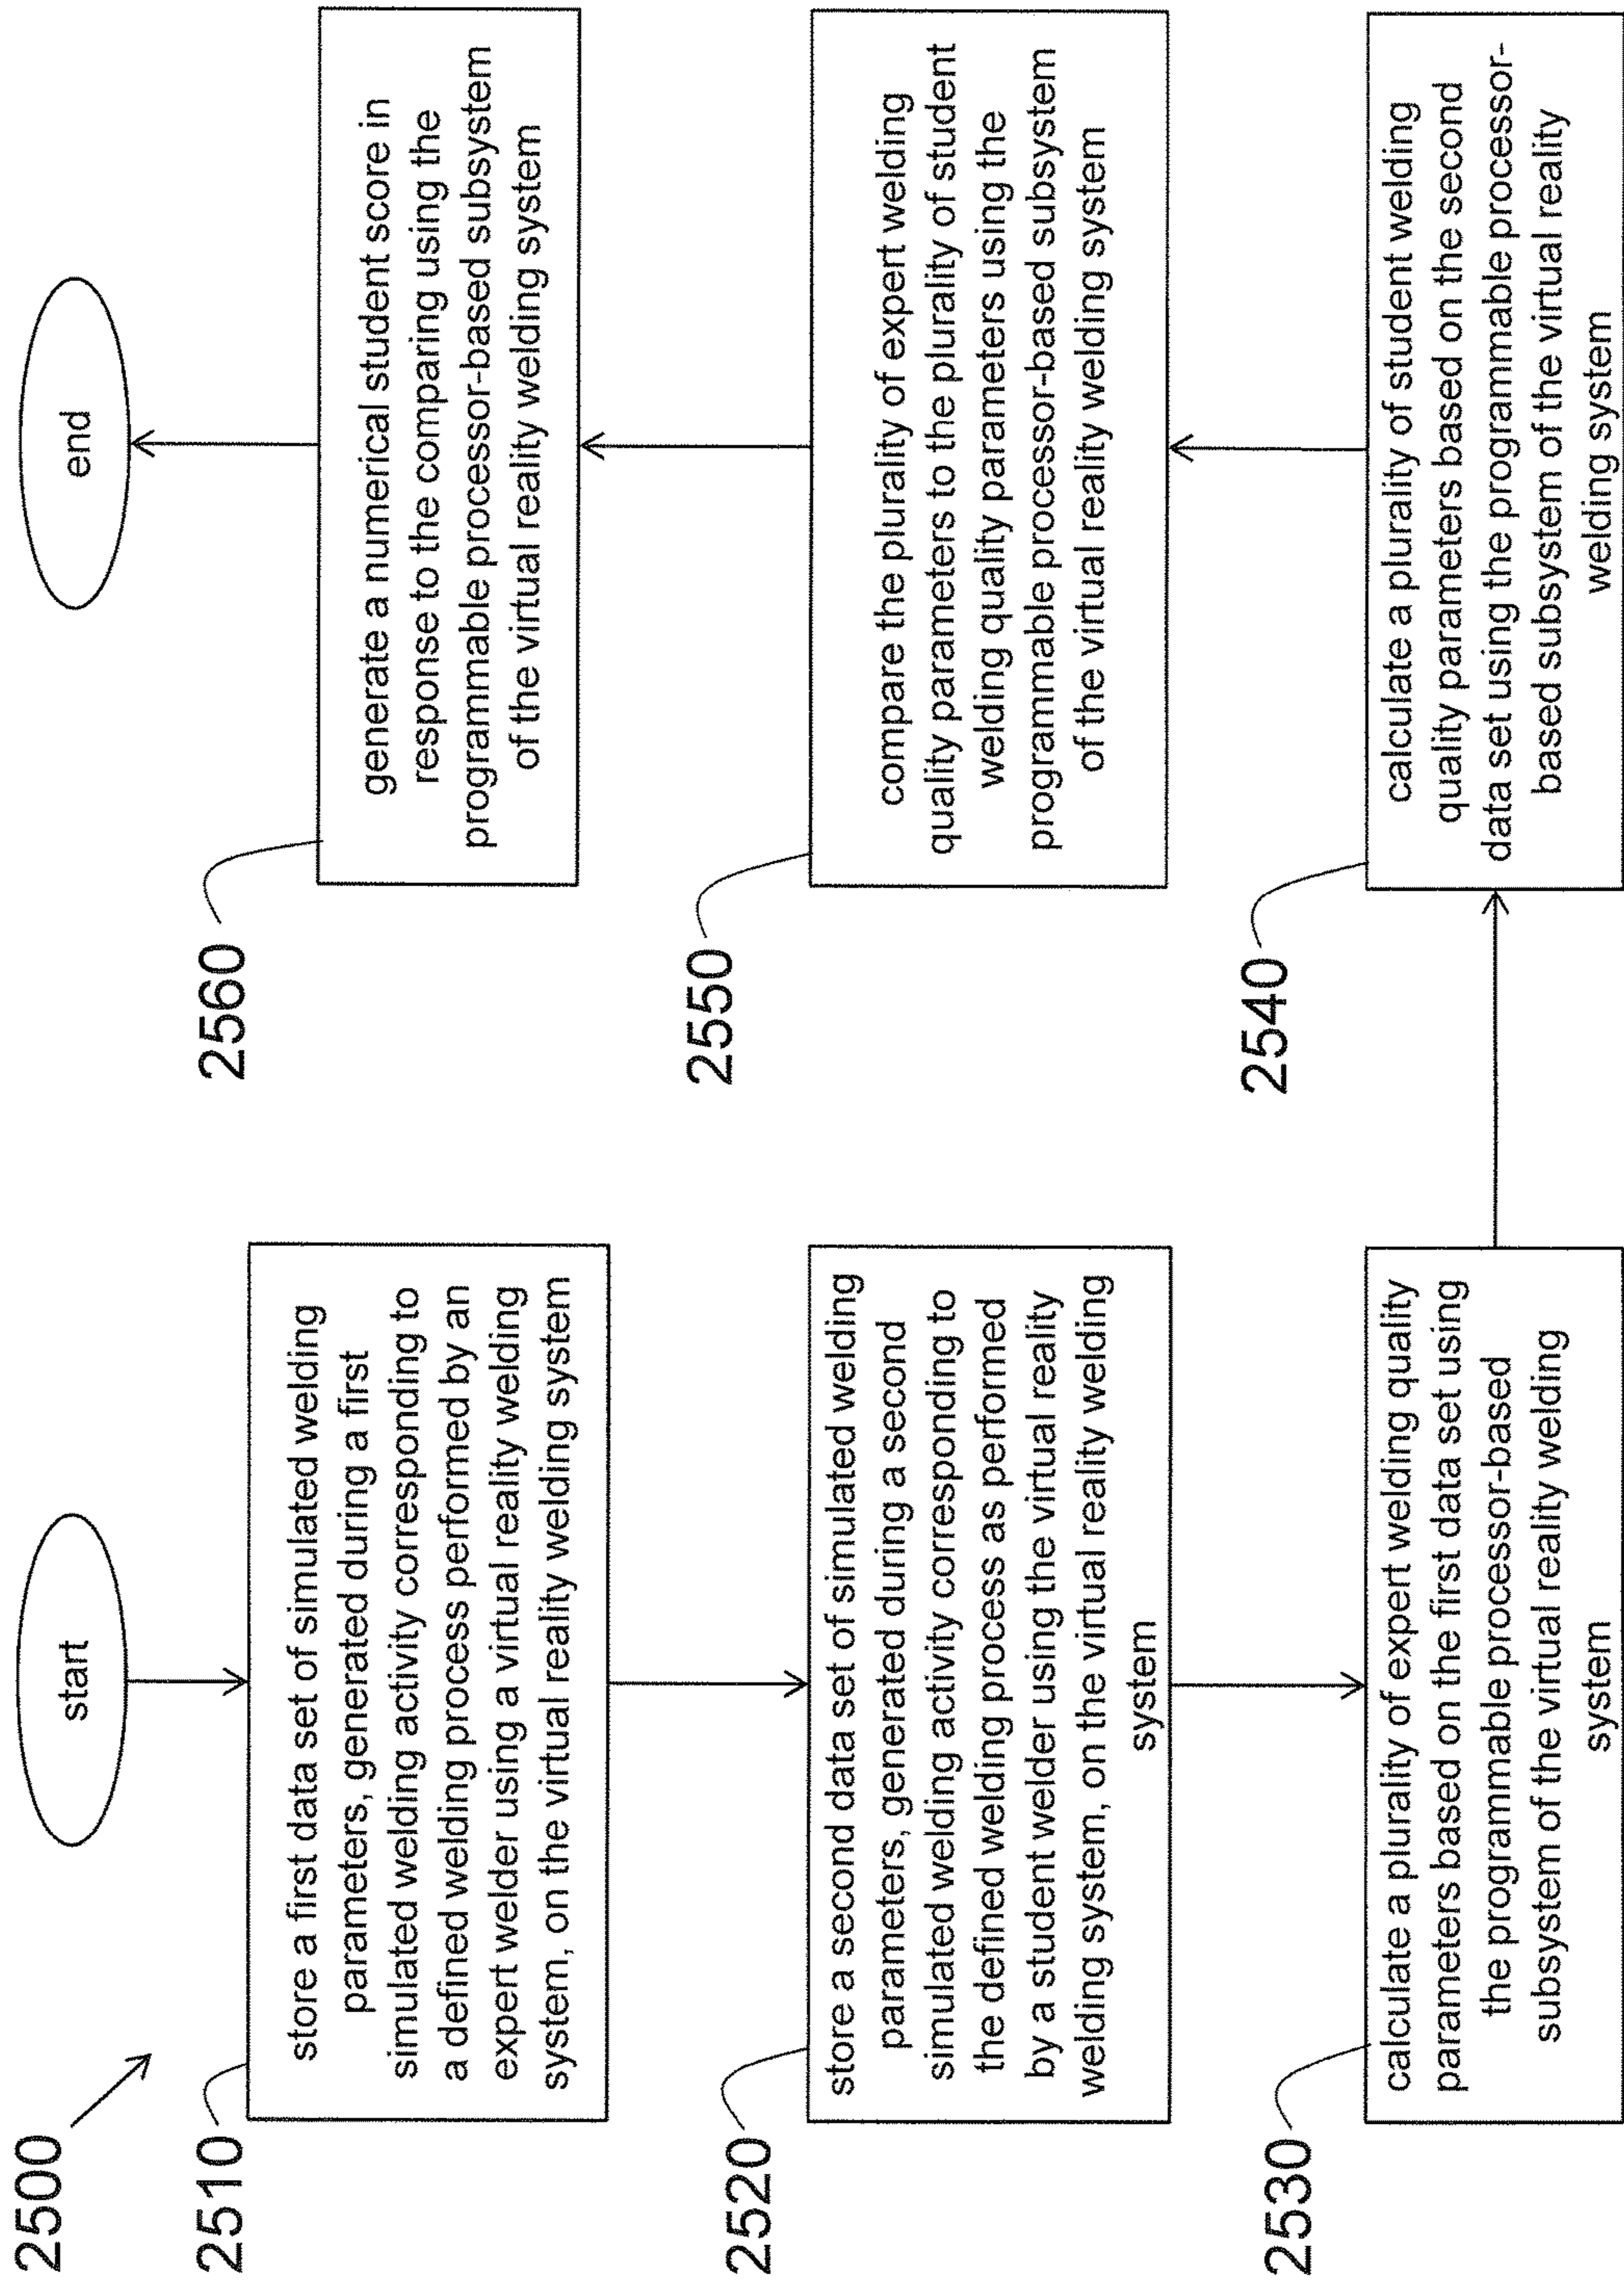 2500
start
2510
store a first data set of simulated welding
parameters, generated during a first
simulated welding activity corresponding to
a defined welding process performed by an
expert welder using a virtual reality welding
system, on the virtual reality welding system
2520
store a second data set of simulated welding
parameters, generated during a second
simulated welding activity corresponding to
the defined welding process as performed
by a student welder using the virtual reality
welding system, on the virtual reality welding
system
2530
calculate a plurality of expert welding quality
parameters based on the first data set using
the programmable processor-based
subsystem of the virtual reality welding
system
2540
calculate a plurality of student welding
quality parameters based on the second
data set using the programmable processor-
based subsystem of the virtual reality
welding system
2550
compare the plurality of expert welding
quality parameters to the plurality of student
welding quality parameters using the
programmable processor-based subsystem
of the virtual reality welding system
2560
generate a numerical student score in
response to the comparing using the
programmable processor-based subsystem
of the virtual reality welding system
end